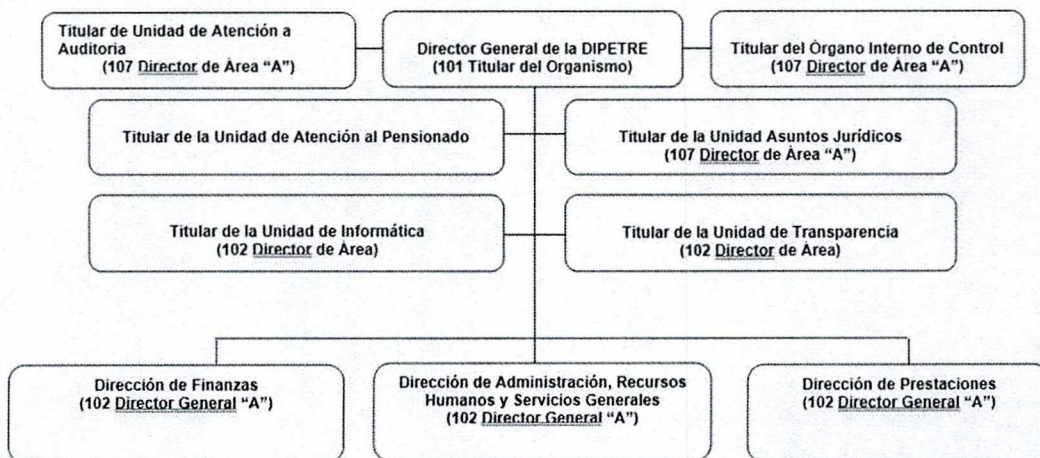 Titular de Unidad de Atención a
Auditoria
(107 Director de Área “A”)
Director General de la DIPETRE
(101 Titular del Organismo)
Titular del Órgano Interno de Control
(107 Director de Área “A”)
Titular de la Unidad de Atención al Pensionado
Titular de la Unidad Asuntos Jurídicos
(107 Director de Área “A”)
Titular de la Unidad de Informática
(102 Director de Área)
Titular de la Unidad de Transparencia
(102 Director de Área)
Dirección de Finanzas
(102 Director General “A”)
Dirección de Administración, Recursos
Humanos y Servicios Generales
(102 Director General “A”)
Dirección de Prestaciones
(102 Director General “A”)